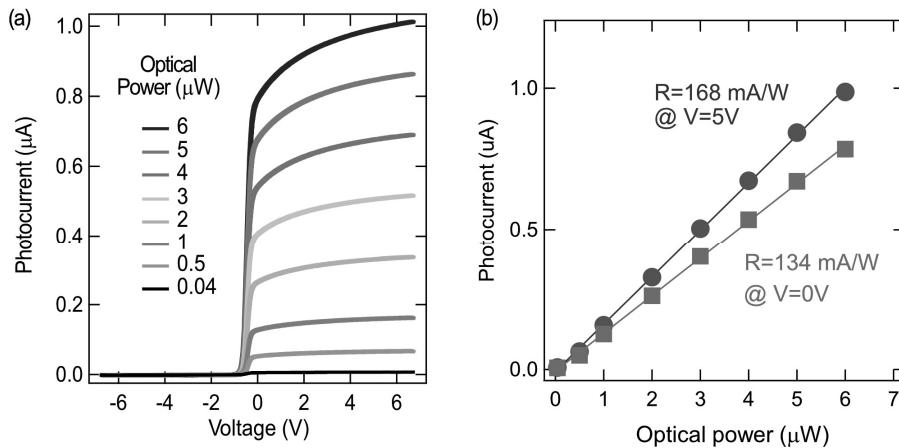 (a)
Photocurrent (μA)
1.0
0.8
0.6
0.4
0.2
0.0
Optical
Power (μW)
6
5
4
3
2
1
0.5
0.04
-6 -4 -2 0 2 4 6
Voltage (V)
(b)
Photocurrent (uA)
1.0
0.5
0.0
R=168 mA/W
@ V=5V
R=134 mA/W
@ V=0V
0 1 2 3 4 5 6 7
Optical power (μW)